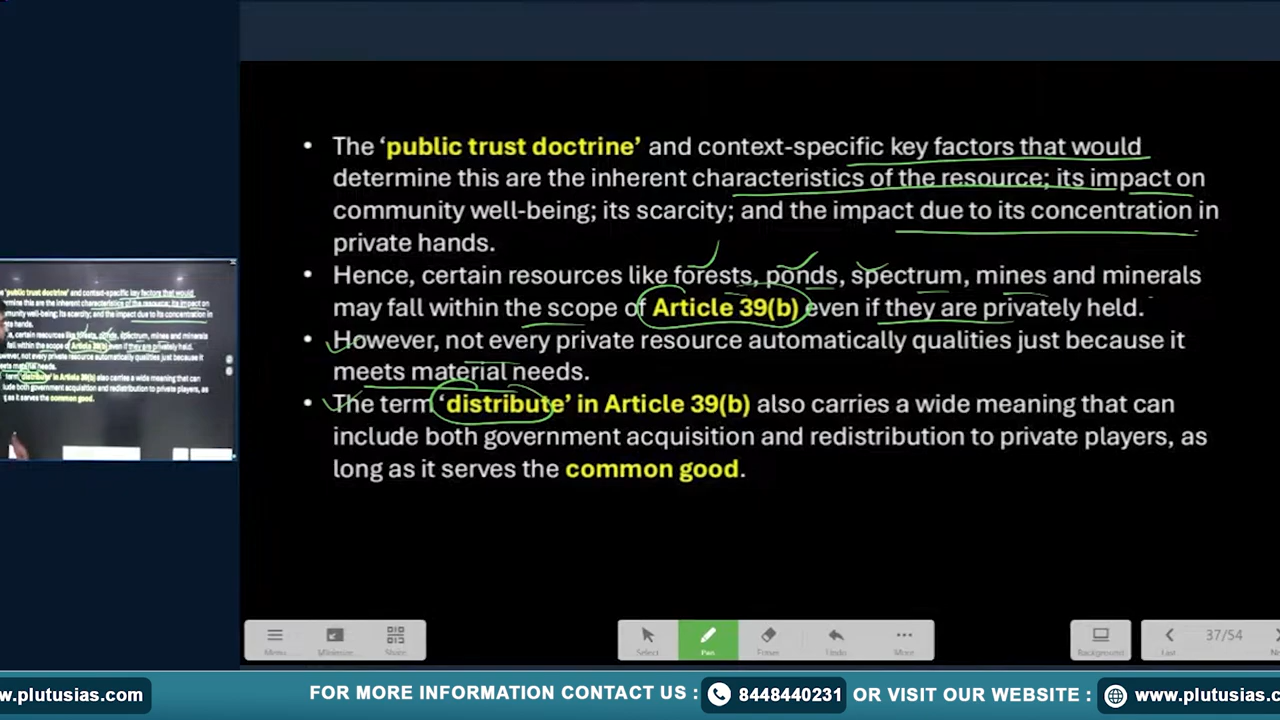 The ‘public trust doctrine’ and context-specific key factors that would
determine this are the inherent characteristics of the resource; its impact on
community well-being; its scarcity; and the impact due to its concentration in
private hands.
Hence, certain resources like forests, ponds, spectrum, mines and minerals
may fall within the scope of Article 39(b) even if they are privately held.
However, not every private resource automatically qualities just because it
meets material needs.
The term ‘distribute’ in Article 39(b) also carries a wide meaning that can
include both government acquisition and redistribution to private players, as
long as it serves the common good.
Menu Minimize Share Select Pen Eraser Undo More Background Last 37/54
w.plutusias.com FOR MORE INFORMATION CONTACT US : 8448440231 OR VISIT OUR WEBSITE : www.plutusias.c